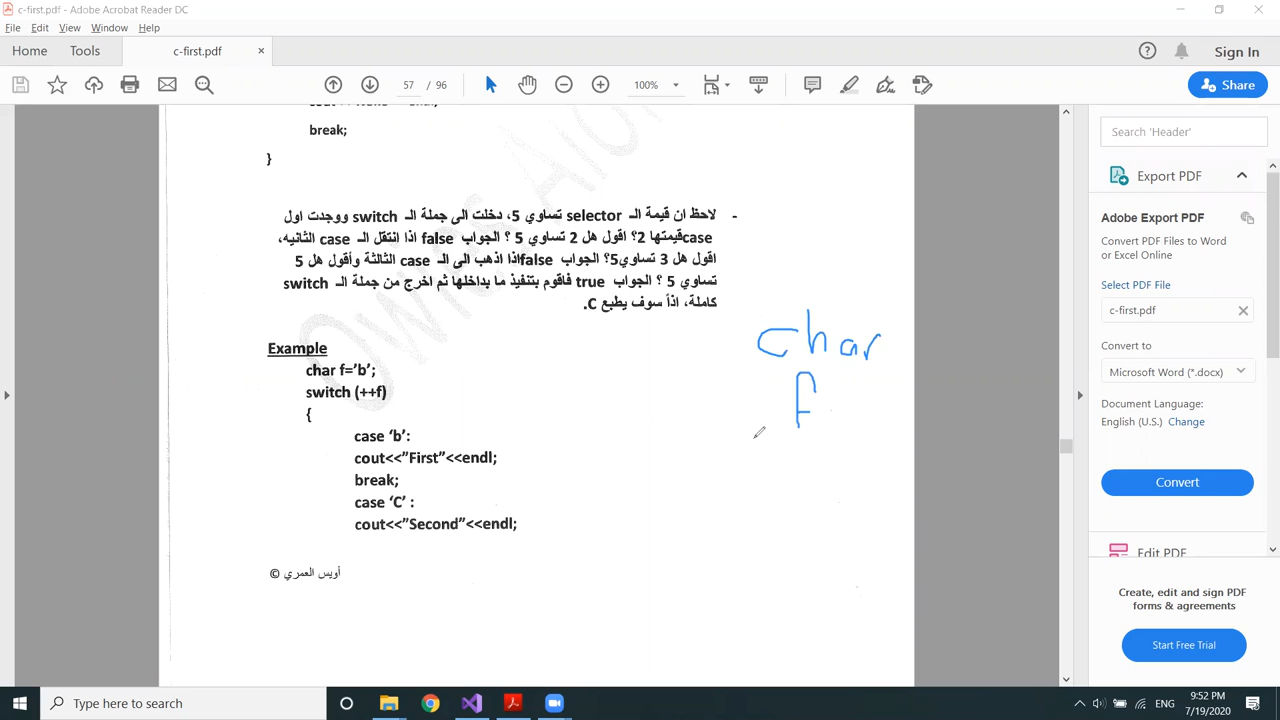 c-first.pdf - Adobe Acrobat Reader DC
File Edit View Window Help
Home Tools c-first.pdf × Sign In
57 / 96 100% Share
break;
}
- لاحظ ان قيمة الـ selector تساوي 5، دخلت الى جملة الـ switch ووجدت اول
case قيمتها 2؟ اقول هل 2 تساوي 5 ؟ الجواب false اذا انتقل الـ case الثانيه،
اقول هل 3 تساوي5؟ الجواب false اذا اذهب الى الـ case الثالثة وأقول هل 5
تساوي 5 ؟ الجواب true فاقوم بتنفيذ ما بداخلها ثم اخرج من جملة الـ switch
كاملة، اذاً سوف يطبع C.
Example
char f='b';
switch (++f)
{
case 'b':
cout<<"First"<<endl;
break;
case 'C' :
cout<<"Second"<<endl;
© أويس العمري
char
f
Search 'Header'
Export PDF
Adobe Export PDF
Convert PDF Files to Word
or Excel Online
Select PDF File
c-first.pdf
Convert to
Microsoft Word (*.docx)
Document Language:
English (U.S.) Change
Convert
Edit PDF
Create, edit and sign PDF
forms & agreements
Start Free Trial
Type here to search
ENG
9:52 PM
7/19/2020